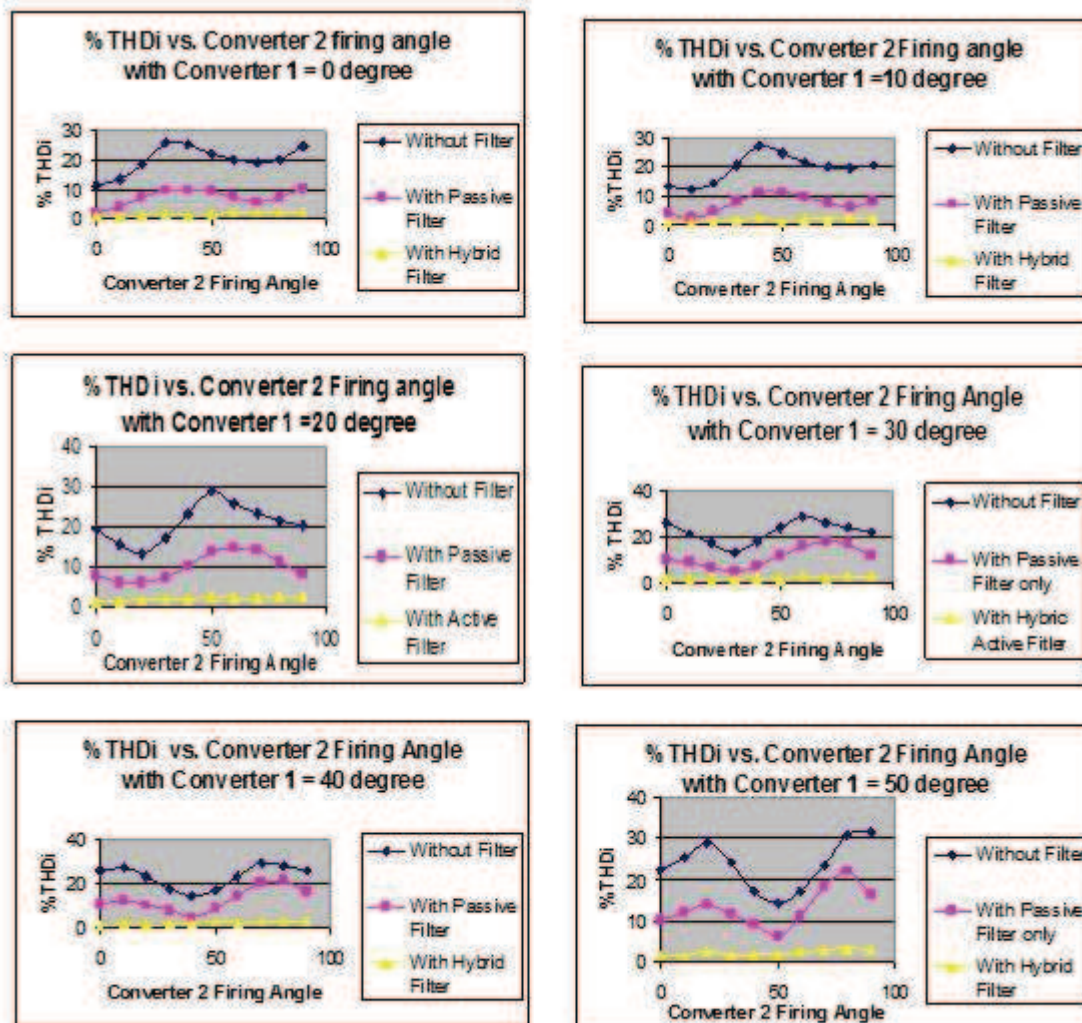 % THDi vs. Converter 2 firing angle
with Converter 1 = 0 degree
% THDi
30
20
10
0
0
50
100
Converter 2 Firing Angle
Without Filter
With Passive
Filter
With Hybrid
Filter
% THDi vs. Converter 2 Firing angle
with Converter 1 =10 degree
% THDi
30
20
10
0
0
50
100
Converter 2 Firing Angle
Without Filter
With Passive
Filter
With Hybrid
Filter
% THDi vs. Converter 2 Firing angle
with Converter 1 =20 degree
% THDi
40
30
20
10
0
0
50
100
Converter 2 Firing Angle
Without Filter
With Passive
Filter
With Active
Filter
% THDi vs. Converter 2 Firing Angle
with Converter 1 = 30 degree
% THDi
40
20
0
0
50
100
Converter 2 Firing Angle
Without Filter
With Passive
Filter only
With Hybrid
Active Fitler
% THDi vs. Converter 2 Firing Angle
with Converter 1 = 40 degree
%THDi
40
20
0
0
50
100
Converter 2 Firing Angle
Without Filter
With Passive
Filter
With Hybrid
Filter
% THDi vs. Converter 2 Firing Angle
with Converter 1 = 50 degree
%THDi
40
30
20
10
0
0
50
100
Converter 2 Firing Angle
Without Filter
With Passive
Filter only
With Hybrid
Filter